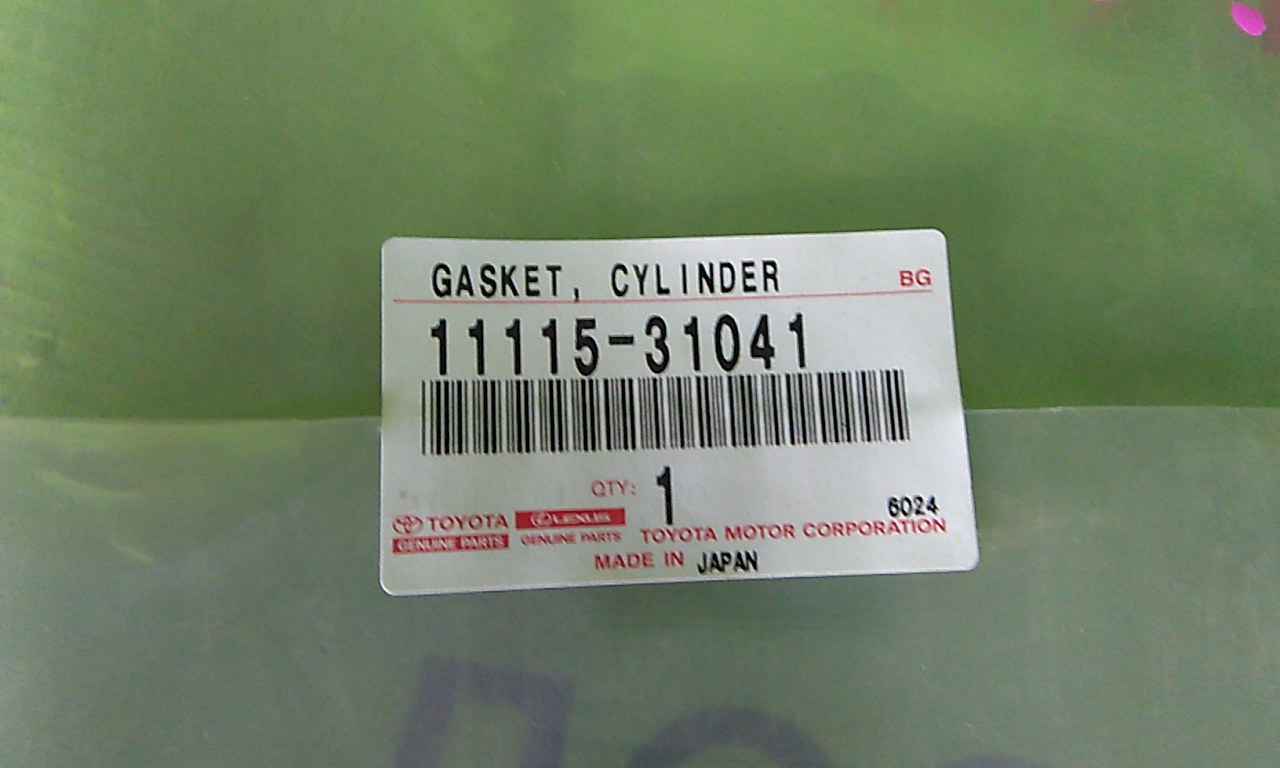 GASKET, CYLINDER BG
11115-31041
QTY: 1
6024
TOYOTA LEXUS
GENUINE PARTS GENUINE PARTS TOYOTA MOTOR CORPORATION
MADE IN JAPAN